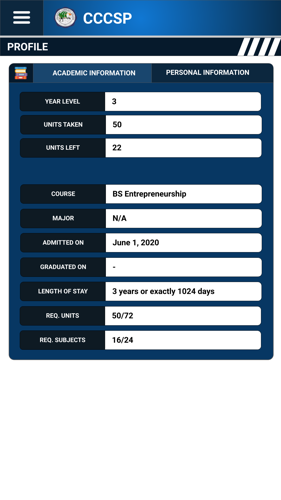 CCCSP
PROFILE
ACADEMIC INFORMATION
PERSONAL INFORMATION
YEAR LEVEL 3
UNITS TAKEN 50
UNITS LEFT 22
COURSE BS Entrepreneurship
MAJOR N/A
ADMITTED ON June 1, 2020
GRADUATED ON -
LENGTH OF STAY 3 years or exactly 1024 days
REQ. UNITS 50/72
REQ. SUBJECTS 16/24